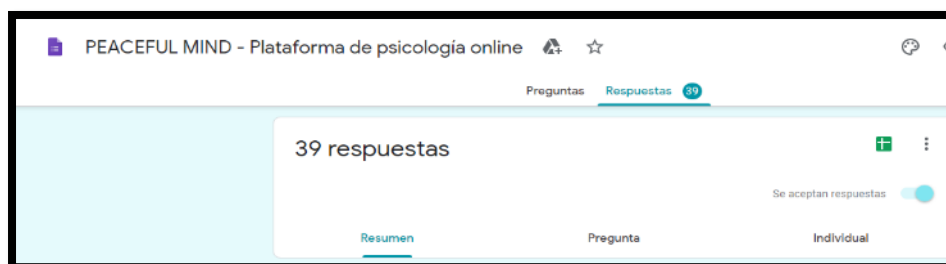 PEACEFUL MIND - Plataforma de psicología online
Preguntas Respuestas 39
39 respuestas
Se aceptan respuestas
Resumen Pregunta Individual